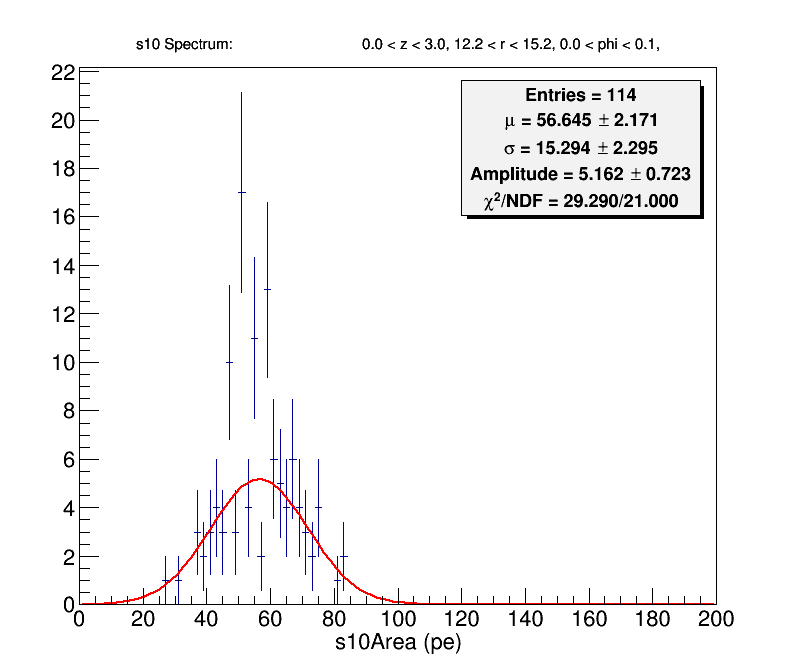 s10 Spectrum: 0.0 < z < 3.0, 12.2 < r < 15.2, 0.0 < phi < 0.1,
Entries = 114
μ = 56.645 ± 2.171
σ = 15.294 ± 2.295
Amplitude = 5.162 ± 0.723
χ²/NDF = 29.290/21.000
22
20
18
16
14
12
10
8
6
4
2
0
0 20 40 60 80 100 120 140 160 180 200
s10Area (pe)